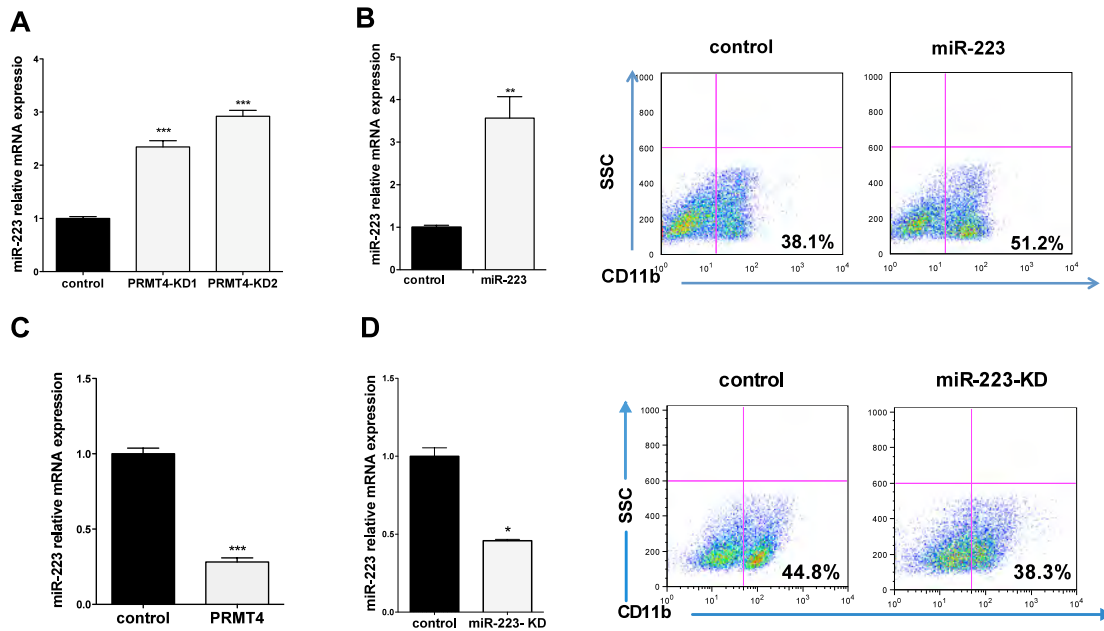 A
miR-223 relative mRNA expressio
4
3
2
1
0
***
***
control
PRMT4-KD1
PRMT4-KD2
B
miR-223 relative mRNA expression
5
4
3
2
1
0
**
control
miR-223
control
miR-223
SSC
1000
800
600
400
200
0
38.1%
10^0
10^1
10^2
10^3
10^4
1000
800
600
400
200
0
51.2%
10^0
10^1
10^2
10^3
10^4
CD11b
C
miR-223 relative mRNA expression
1.5
1.0
0.5
0.0
***
control
PRMT4
D
miR-223 relative mRNA expression
1.5
1.0
0.5
0.0
*
control
miR-223- KD
control
miR-223-KD
SSC
1000
800
600
400
200
0
44.8%
10^0
10^1
10^2
10^3
10^4
1000
800
600
400
200
0
38.3%
10^0
10^1
10^2
10^3
10^4
CD11b